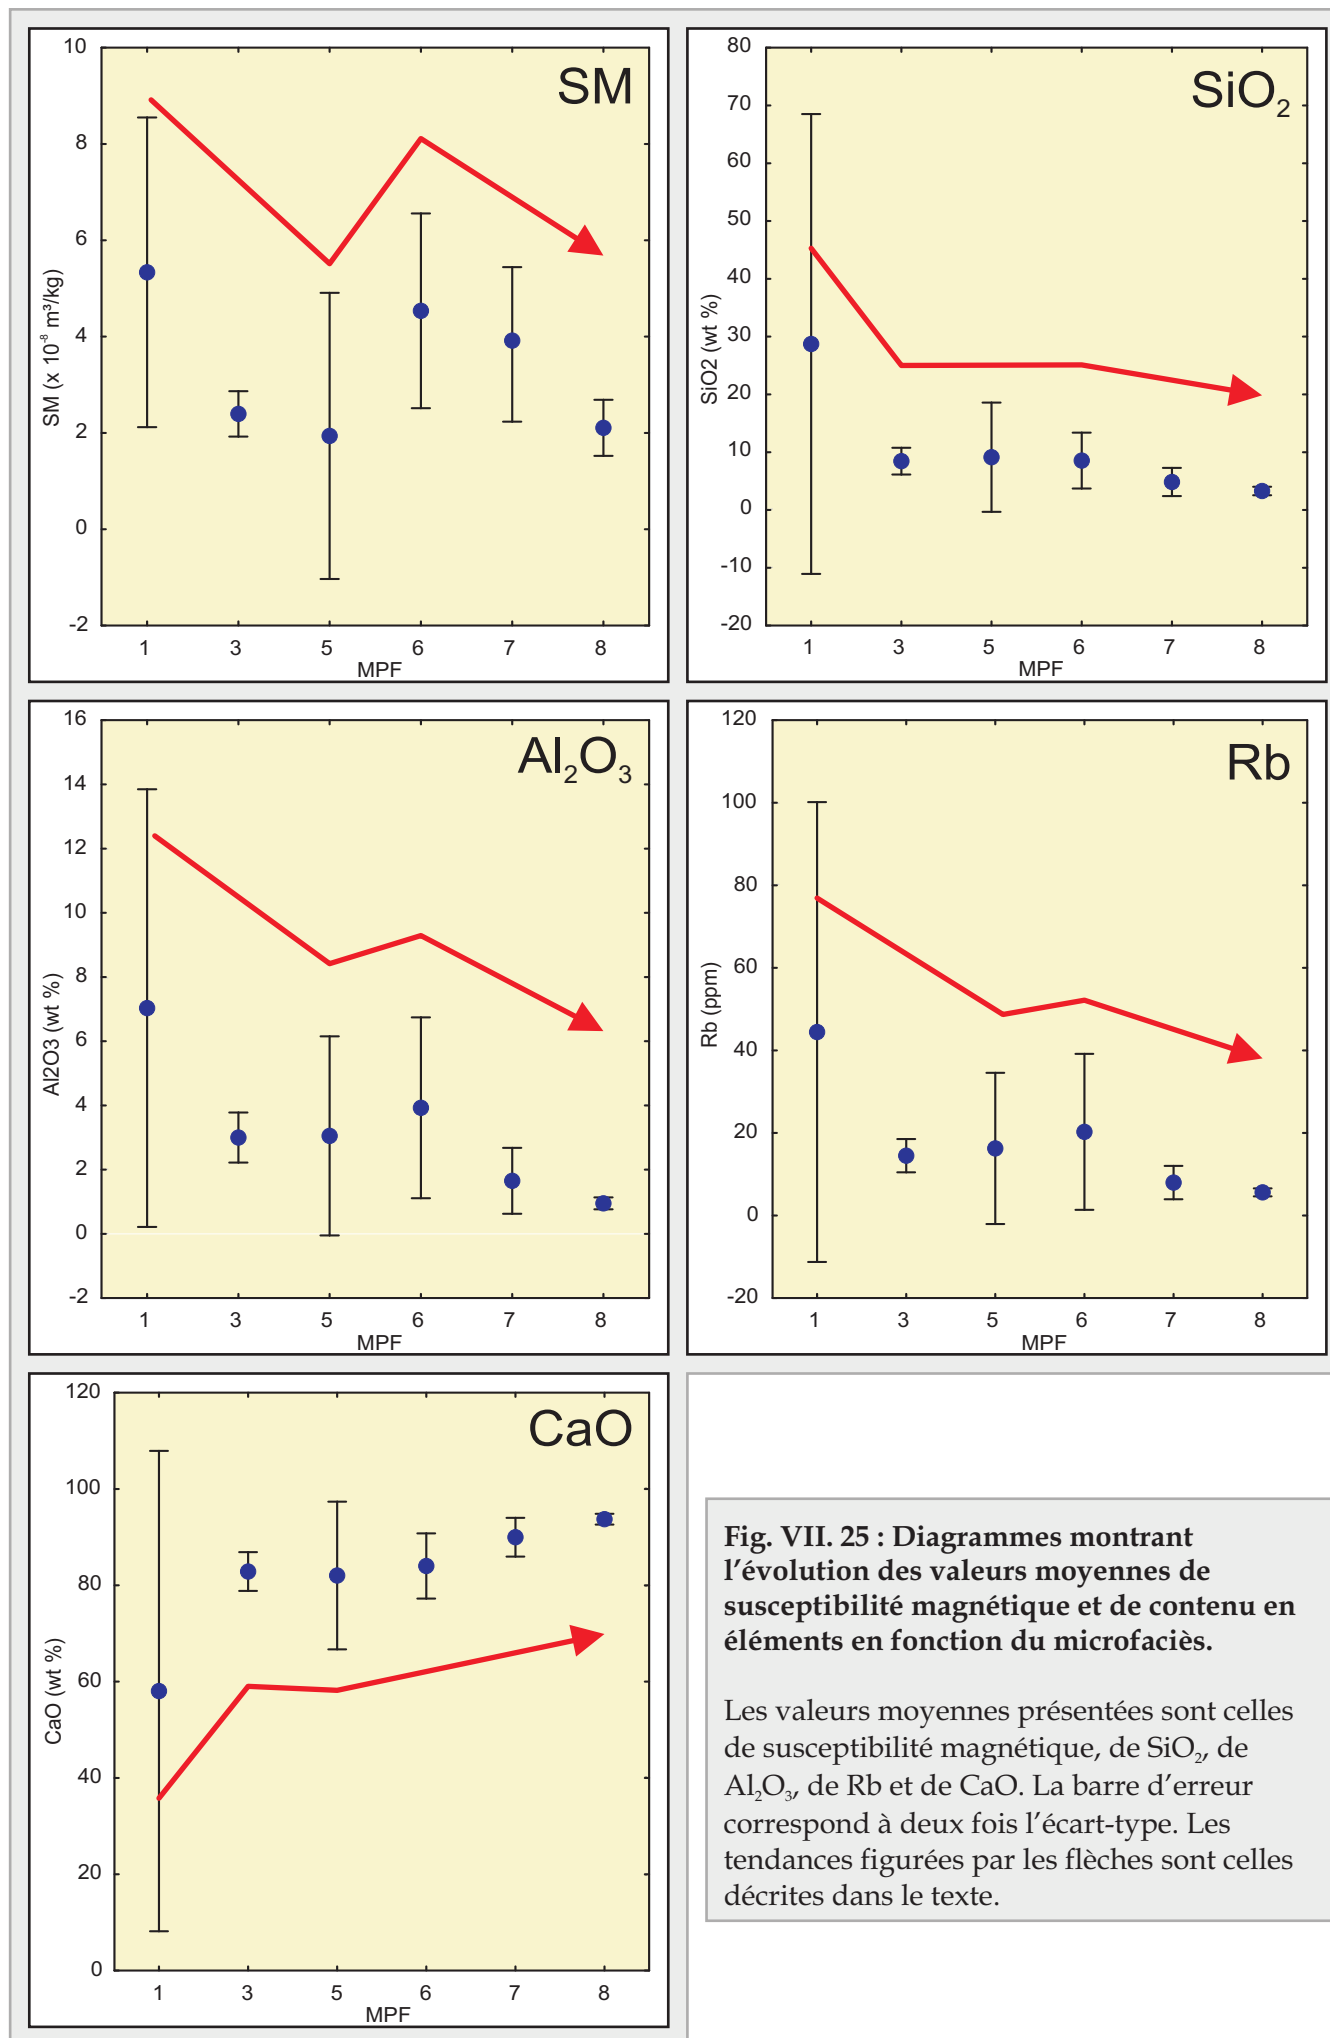 SM
10
8
6
4
2
0
-2
SM (x 10⁻⁸ m³/kg)
1 3 5 6 7 8
MPF
SiO₂
80
70
60
50
40
30
20
10
0
-10
-20
SiO2 (wt %)
1 3 5 6 7 8
MPF
Al₂O₃
16
14
12
10
8
6
4
2
0
-2
Al2O3 (wt %)
1 3 5 6 7 8
MPF
Rb
120
100
80
60
40
20
0
-20
Rb (ppm)
1 3 5 6 7 8
MPF
CaO
120
100
80
60
40
20
0
CaO (wt %)
1 3 5 6 7 8
MPF
Fig. VII. 25 : Diagrammes montrant
l’évolution des valeurs moyennes de
susceptibilité magnétique et de contenu en
éléments en fonction du microfaciès.
Les valeurs moyennes présentées sont celles
de susceptibilité magnétique, de SiO₂, de
Al₂O₃, de Rb et de CaO. La barre d’erreur
correspond à deux fois l’écart-type. Les
tendances figurées par les flèches sont celles
décrites dans le texte.